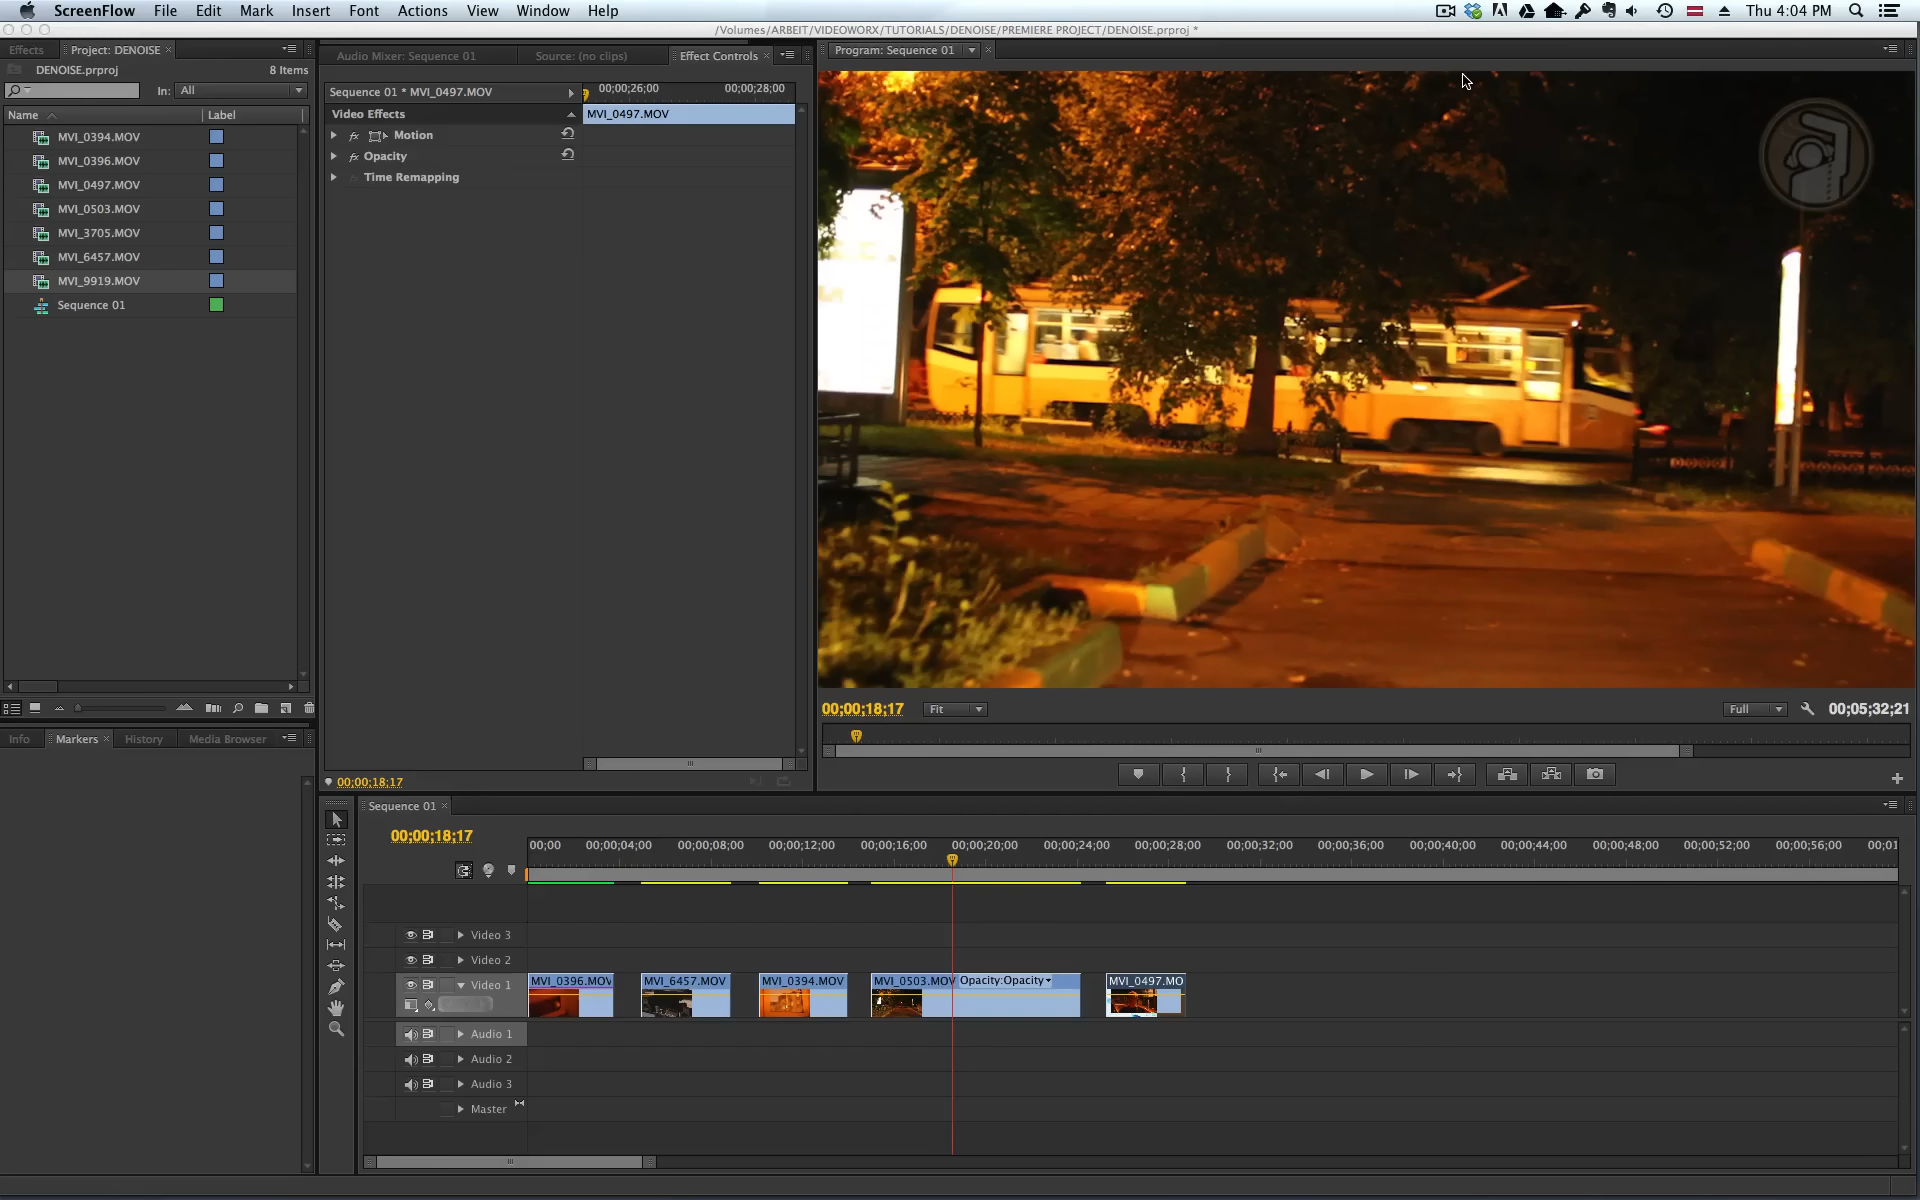 ScreenFlow File Edit Mark Insert Font Actions View Window Help Thu 4:04 PM
/Volumes/ARBEIT/VIDEOWORX/TUTORIALS/DENOISE/PREMIERE PROJECT/DENOISE.prproj *
Effects Project: DENOISE
DENOISE.prproj 8 Items
In: All
Name Label
MVI_0394.MOV
MVI_0396.MOV
MVI_0497.MOV
MVI_0503.MOV
MVI_3705.MOV
MVI_6457.MOV
MVI_9919.MOV
Sequence 01
Info Markers History Media Browser
Audio Mixer: Sequence 01 Source: (no clips) Effect Controls
Sequence 01 * MVI_0497.MOV 00;00;26;00 00;00;28;00
Video Effects MVI_0497.MOV
fx Motion
fx Opacity
Time Remapping
00;00;18;17
Program: Sequence 01
00;00;18;17 Fit Full 00;05;32;21
Sequence 01
00;00;18;17
00;00 00;00;04;00 00;00;08;00 00;00;12;00 00;00;16;00 00;00;20;00 00;00;24;00 00;00;28;00 00;00;32;00 00;00;36;00 00;00;40;00 00;00;44;00 00;00;48;00 00;00;52;00 00;00;56;00 00;01
Video 3
Video 2
Video 1 MVI_0396.MOV MVI_6457.MOV MVI_0394.MOV MVI_0503.MOV Opacity:Opacity MVI_0497.MO
Audio 1
Audio 2
Audio 3
Master